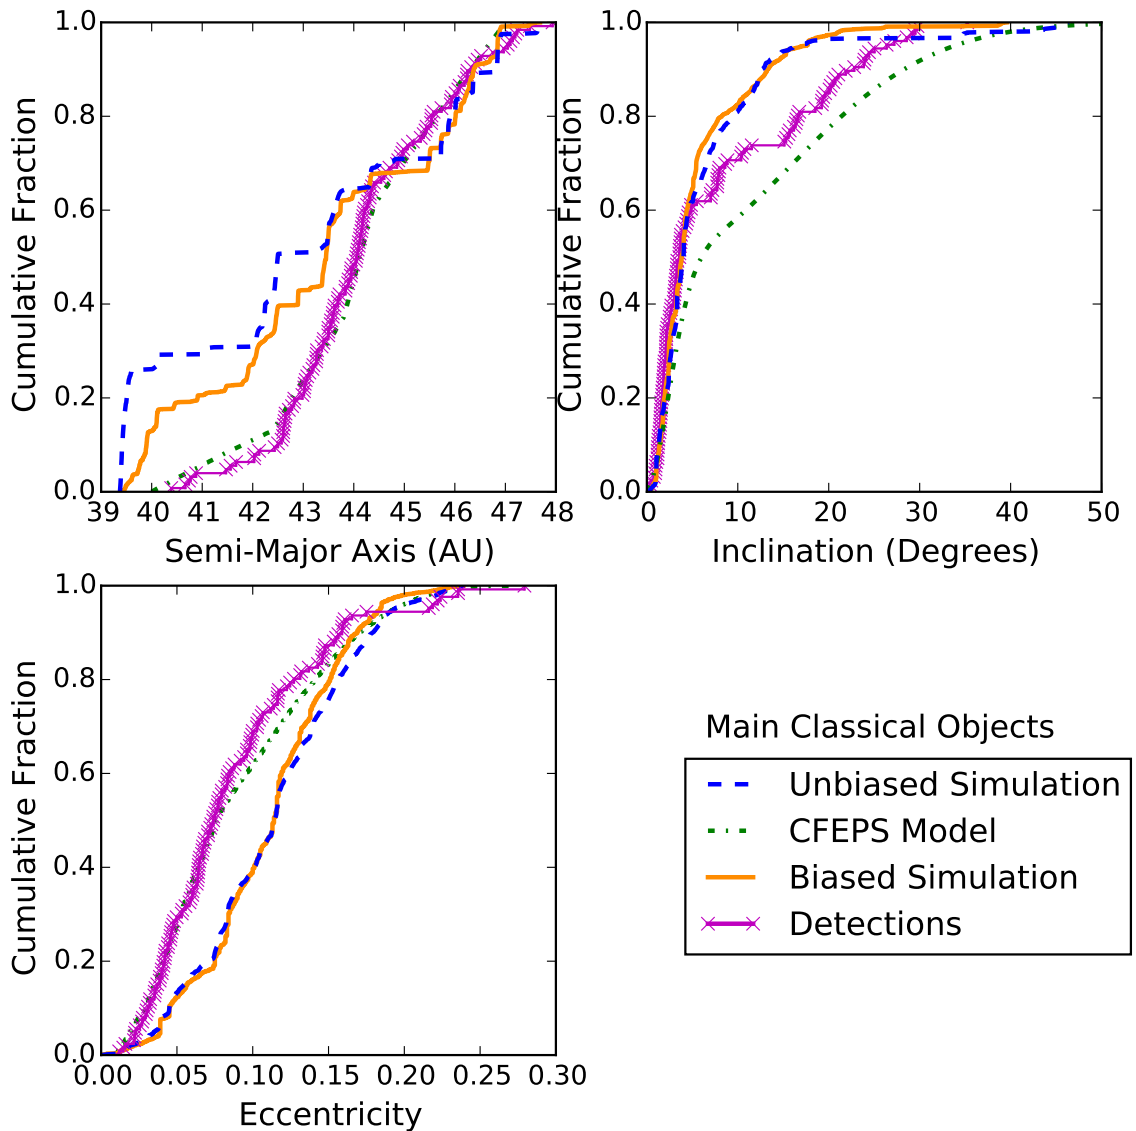 1.0
0.8
0.6
0.4
0.2
0.0
Cumulative Fraction
39 40 41 42 43 44 45 46 47 48
Semi-Major Axis (AU)
1.0
0.8
0.6
0.4
0.2
0.0
Cumulative Fraction
0 10 20 30 40 50
Inclination (Degrees)
1.0
0.8
0.6
0.4
0.2
0.0
Cumulative Fraction
0.00 0.05 0.10 0.15 0.20 0.25 0.30
Eccentricity
Main Classical Objects
Unbiased Simulation
CFEPS Model
Biased Simulation
Detections